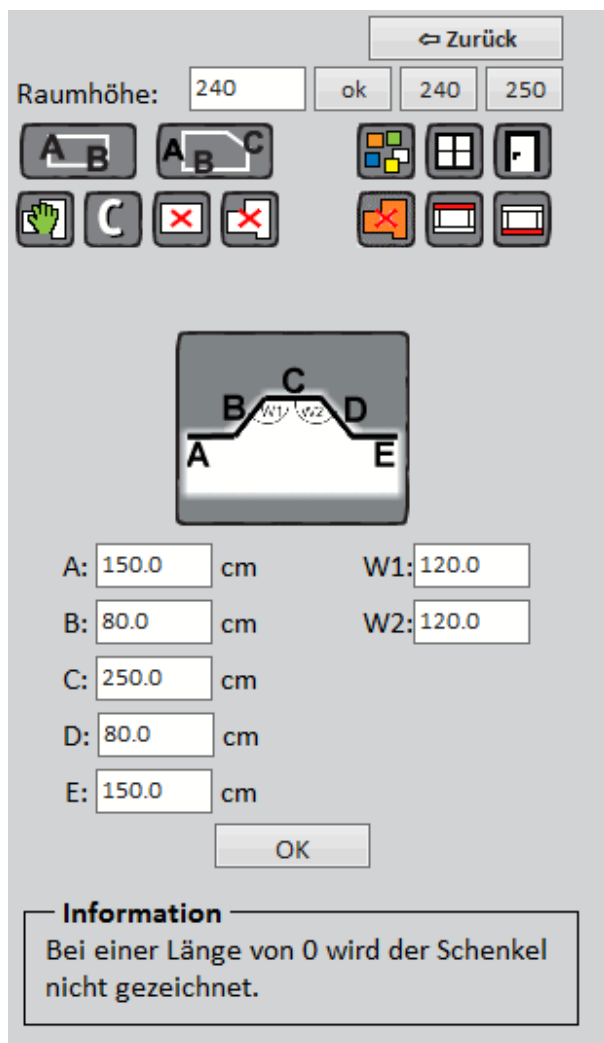 ⇦ Zurück
Raumhöhe: 240 ok 240 250
A B A B C
C
C
B W1 W2 D
A E
A: 150.0 cm W1: 120.0
B: 80.0 cm W2: 120.0
C: 250.0 cm
D: 80.0 cm
E: 150.0 cm
OK
Information
Bei einer Länge von 0 wird der Schenkel
nicht gezeichnet.